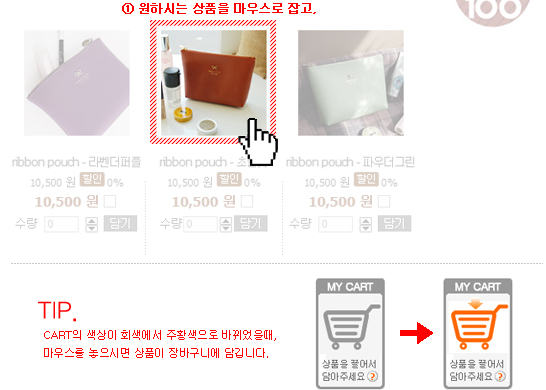 100
① 원하시는 상품을 마우스로 잡고,
ribbon pouch - 라벤더퍼플
10,500 원 할인 0%
10,500 원
수량 0 담기
ribbon pouch - 초
10,500 원 할인 0%
10,500 원
수량 0 담기
ribbon pouch - 파우더그린
10,500 원 할인 0%
10,500 원
수량 0 담기
TIP.
CART의 색상이 회색에서 주황색으로 바뀌었을때,
마우스를 놓으시면 상품이 장바구니에 담깁니다.
MY CART
상품을 끌어서
담아주세요 ?
MY CART
상품을 끌어서
담아주세요 ?